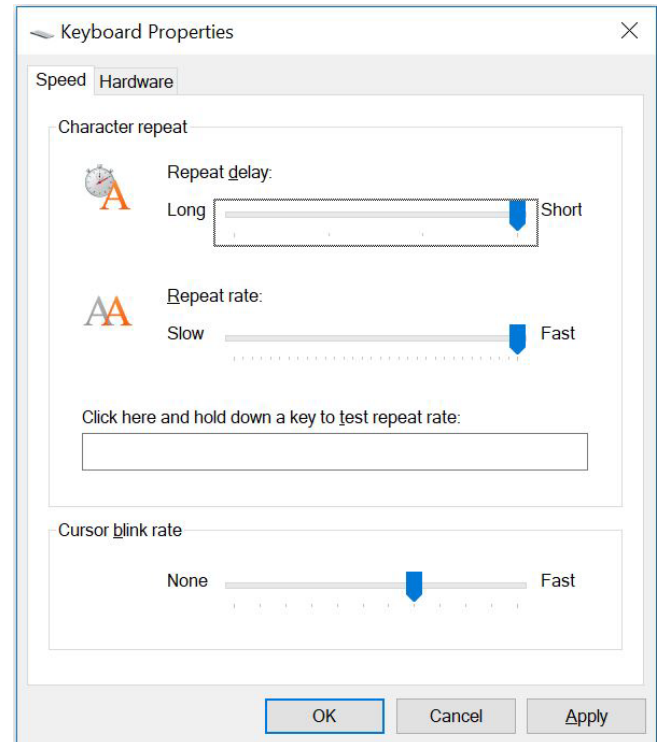 Keyboard Properties
Speed Hardware
Character repeat
Repeat delay:
Long Short
Repeat rate:
Slow Fast
Click here and hold down a key to test repeat rate:
Cursor blink rate
None Fast
OK Cancel Apply